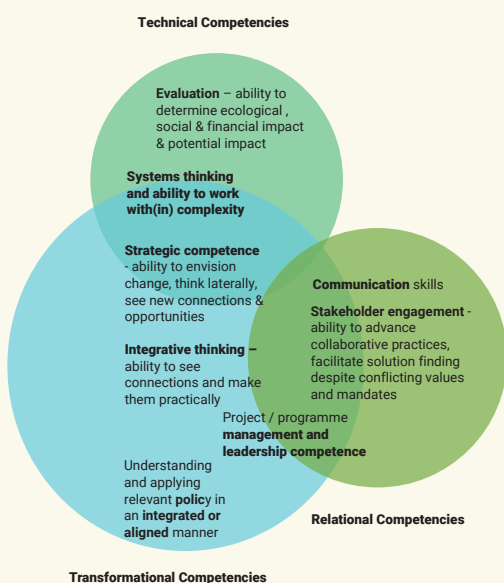 Technical Competencies
Evaluation – ability to
determine ecological ,
social & financial impact
& potential impact
Systems thinking
and ability to work
with(in) complexity
Strategic competence
- ability to envision
change, think laterally,
see new connections &
opportunities
Communication skills
Stakeholder engagement -
ability to advance
collaborative practices,
facilitate solution finding
despite conflicting values
and mandates
Integrative thinking –
ability to see
connections and make
them practically
Project / programme
management and
leadership competence
Understanding
and applying
relevant policy in
an integrated or
aligned manner
Relational Competencies
Transformational Competencies